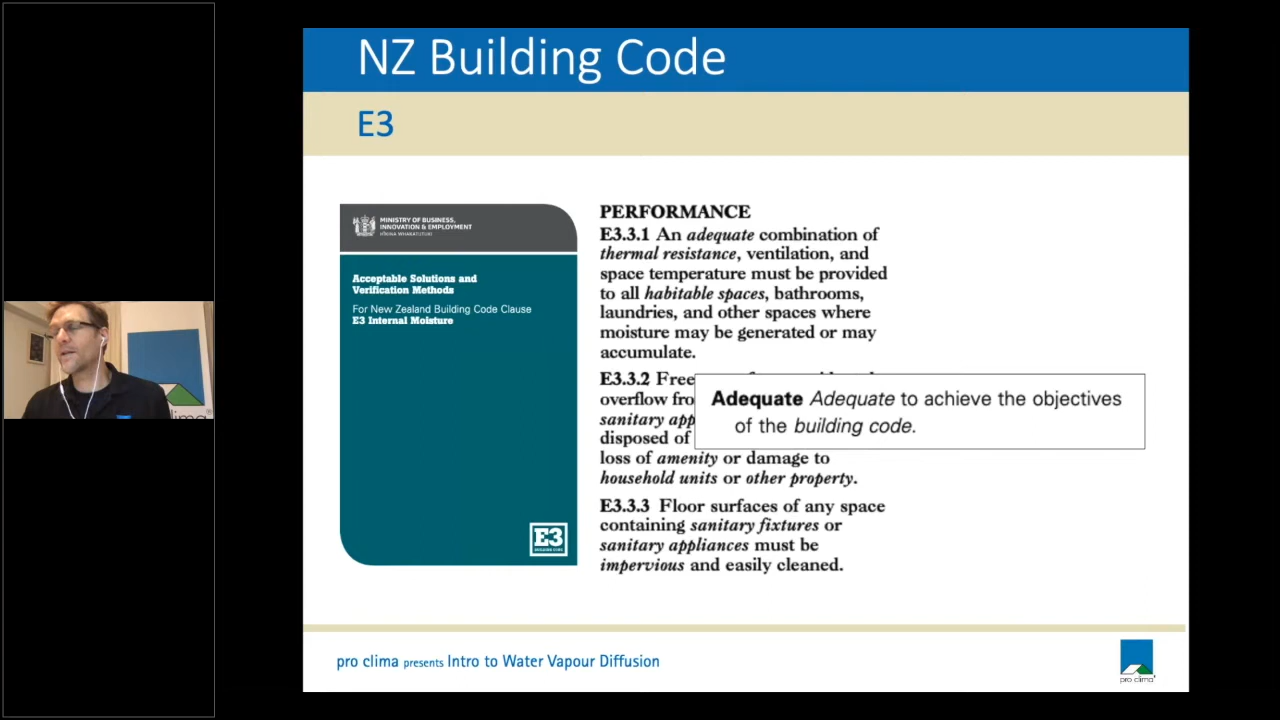 NZ Building Code
E3
MINISTRY OF BUSINESS,
INNOVATION & EMPLOYMENT
HĪKINA WHAKATUTUKI
Acceptable Solutions and
Verification Methods
For New Zealand Building Code Clause
E3 Internal Moisture
E3
BUILDING CODE
PERFORMANCE
E3.3.1 An adequate combination of
thermal resistance, ventilation, and
space temperature must be provided
to all habitable spaces, bathrooms,
laundries, and other spaces where
moisture may be generated or may
accumulate.
E3.3.2 Free
overflow fro
sanitary app
disposed of
loss of amenity or damage to
household units or other property.
E3.3.3 Floor surfaces of any space
containing sanitary fixtures or
sanitary appliances must be
impervious and easily cleaned.
Adequate Adequate to achieve the objectives
of the building code.
pro clima presents Intro to Water Vapour Diffusion
pro clima®
clima®